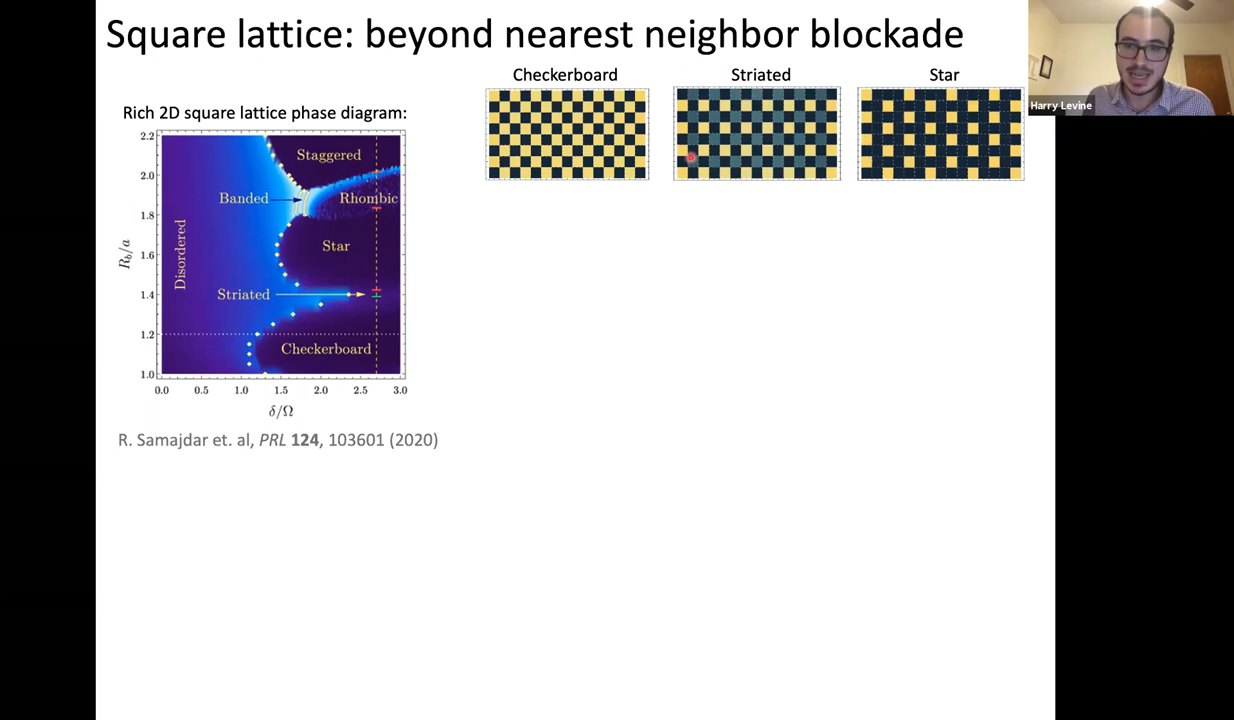 Square lattice: beyond nearest neighbor blockade
Harry Levine
Checkerboard
Striated
Star
Rich 2D square lattice phase diagram:
2.2
2.0
1.8
1.6
1.4
1.2
1.0
R_b/a
Staggered
Banded
Rhombic
Disordered
Star
Striated
Checkerboard
0.0 0.5 1.0 1.5 2.0 2.5 3.0
δ/Ω
R. Samajdar et. al, PRL 124, 103601 (2020)